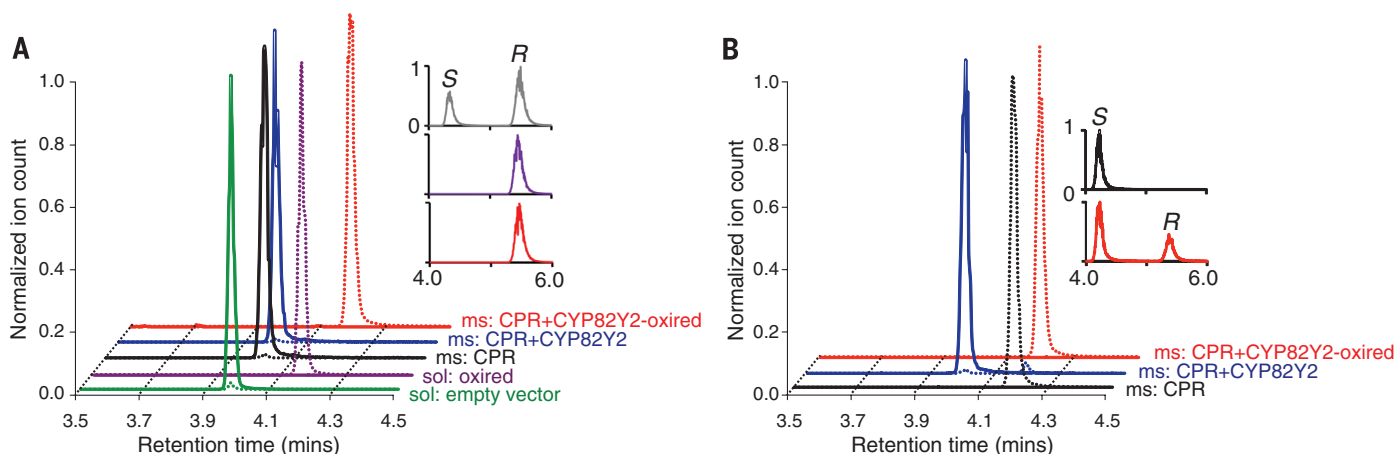 A
Normalized ion count
1.0
0.8
0.6
0.4
0.2
0.0
3.5 3.7 3.9 4.1 4.3 4.5
Retention time (mins)
ms: CPR+CYP82Y2-oxired
ms: CPR+CYP82Y2
ms: CPR
sol: oxired
sol: empty vector
S R
1
0
4.0 6.0
B
Normalized ion count
1.0
0.8
0.6
0.4
0.2
0.0
3.5 3.7 3.9 4.1 4.3 4.5
Retention time (mins)
ms: CPR+CYP82Y2-oxired
ms: CPR+CYP82Y2
ms: CPR
S
1
0
R
4.0 6.0